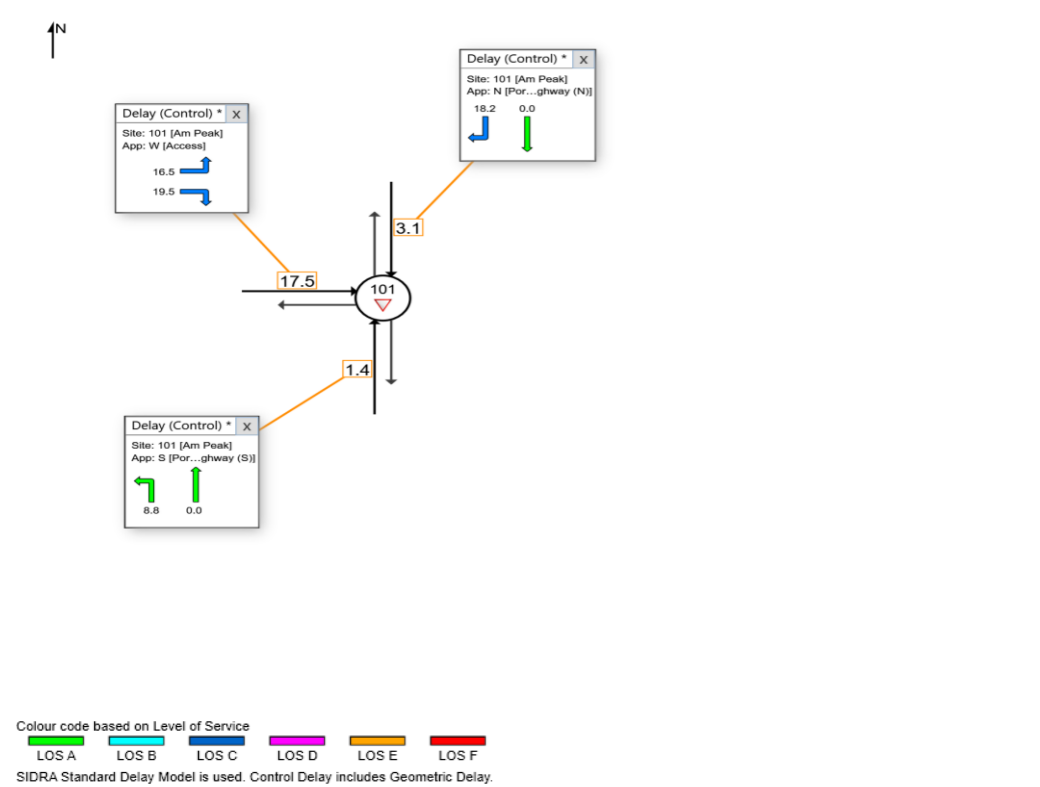 N
Delay (Control) * x
Site: 101 [Am Peak]
App: N [Por...ghway (N)]
18.2 0.0
Delay (Control) * x
Site: 101 [Am Peak]
App: W [Access]
16.5
19.5
3.1
17.5
101
1.4
Delay (Control) * x
Site: 101 [Am Peak]
App: S [Por...ghway (S)]
8.8 0.0
Colour code based on Level of Service
LOS A LOS B LOS C LOS D LOS E LOS F
SIDRA Standard Delay Model is used. Control Delay includes Geometric Delay.